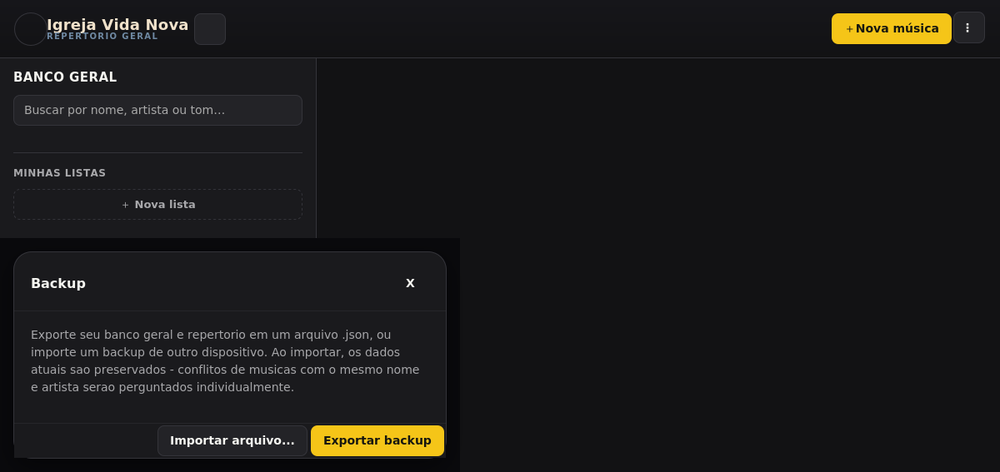 Igreja Vida Nova
REPERTORIO GERAL
+Nova música
BANCO GERAL
Buscar por nome, artista ou tom...
MINHAS LISTAS
+ Nova lista
Backup
X
Exporte seu banco geral e repertorio em um arquivo .json, ou
importe um backup de outro dispositivo. Ao importar, os dados
atuais sao preservados - conflitos de musicas com o mesmo nome
e artista serao perguntados individualmente.
Importar arquivo...
Exportar backup